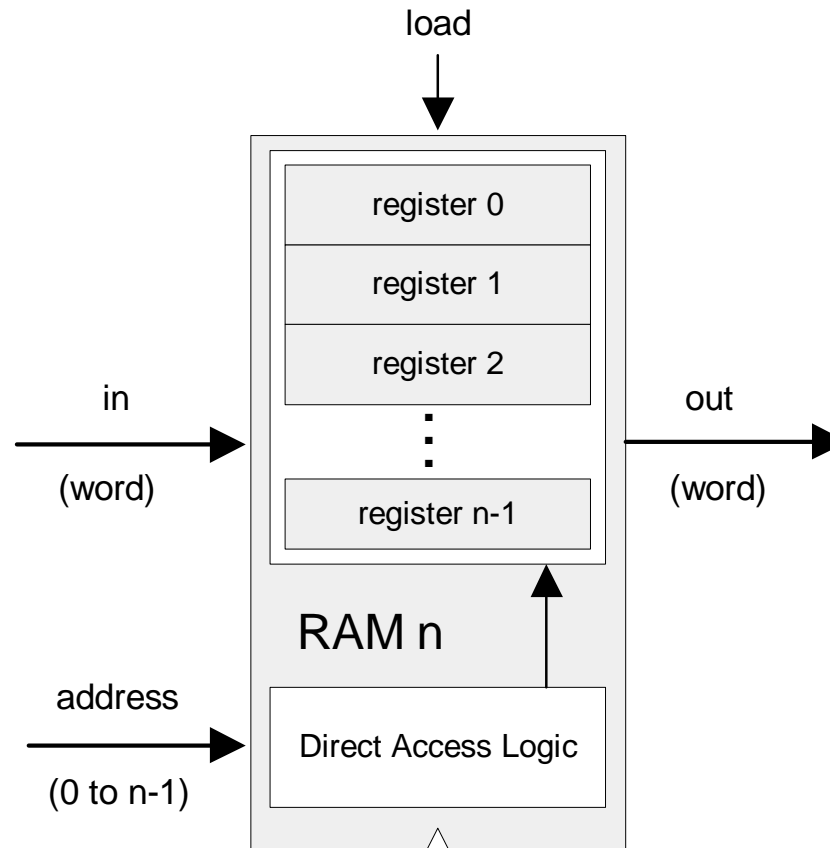 load
register 0
register 1
register 2
in
out
(word)
(word)
register n-1
RAM n
address
Direct Access Logic
(0 to n-1)